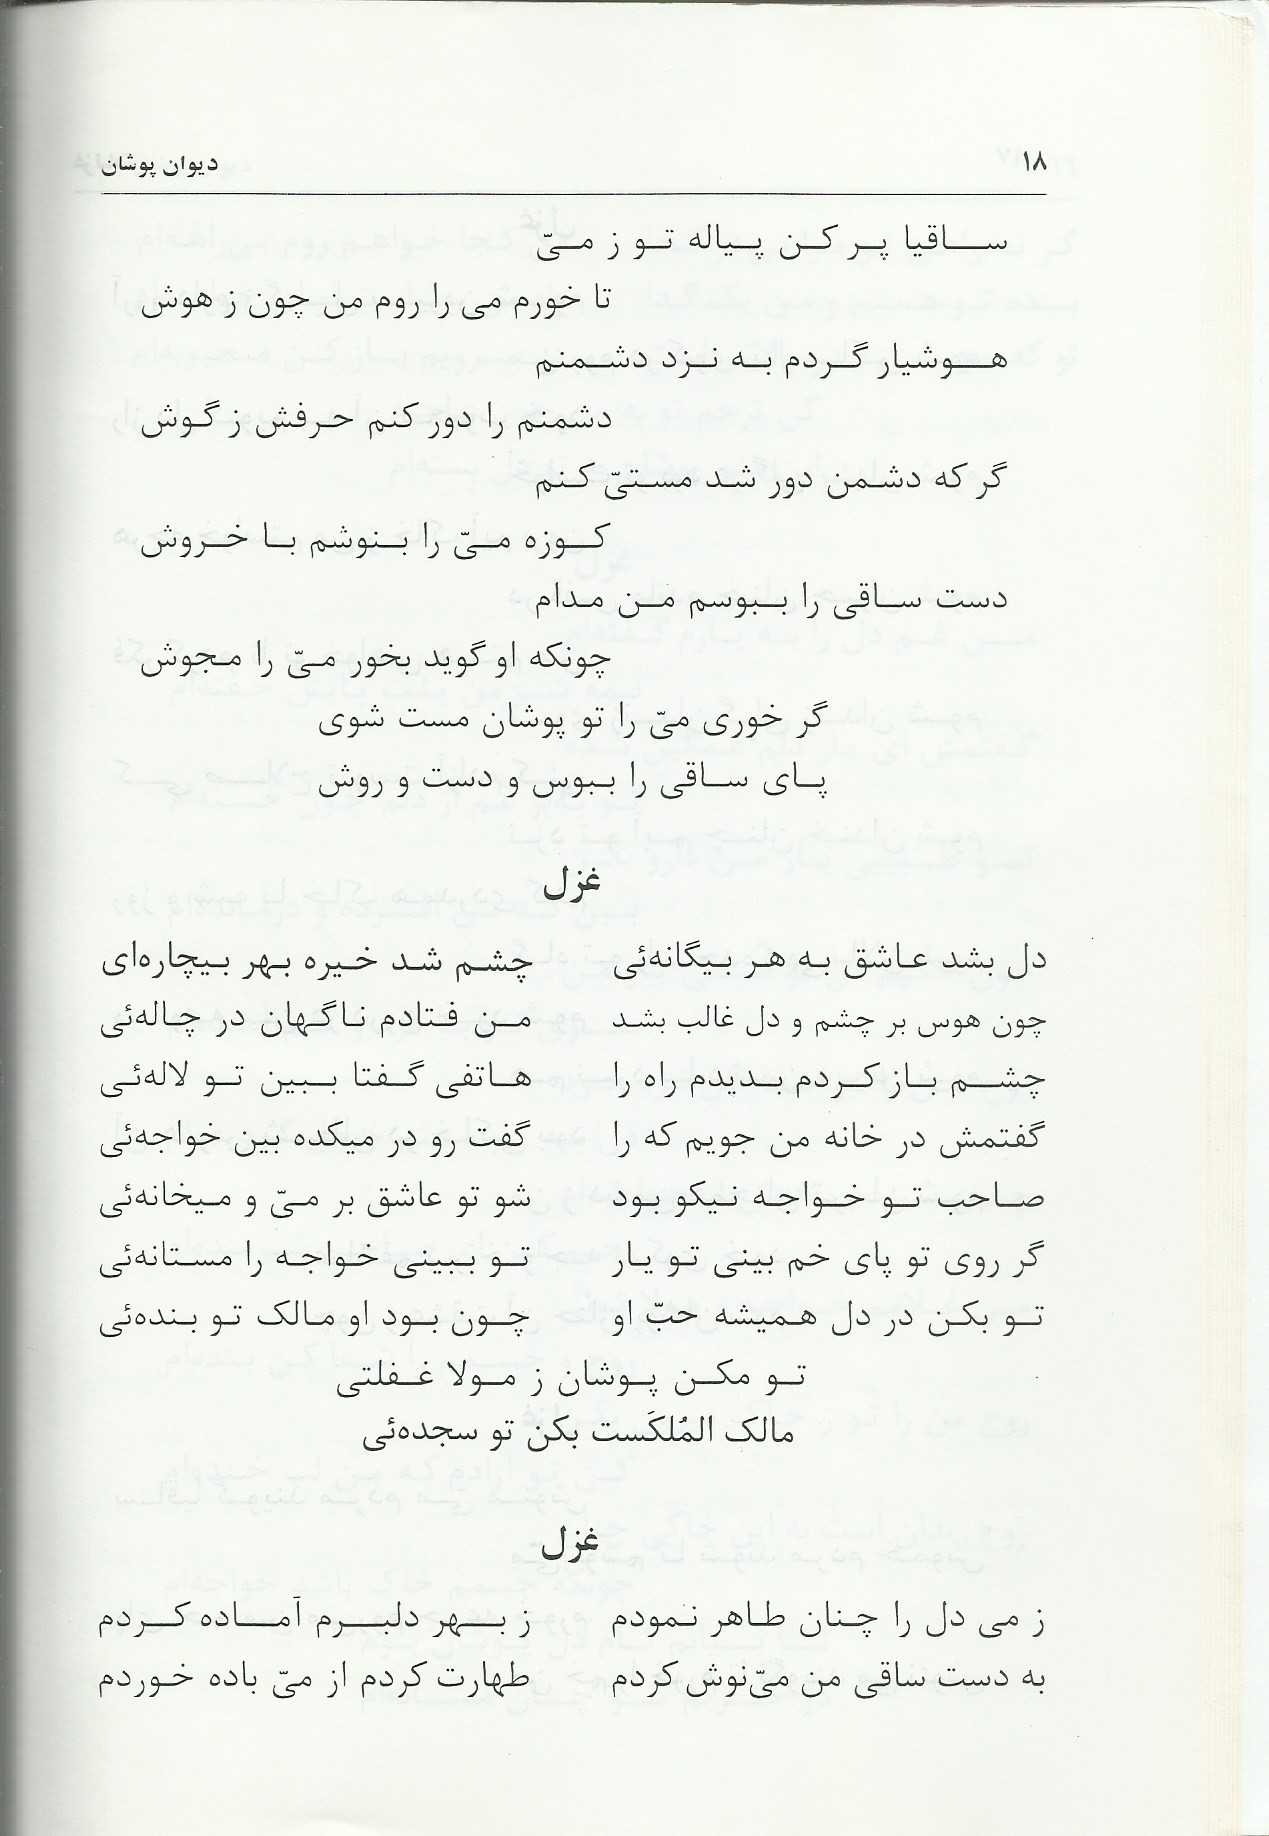 ۱۸ دیوان پوشان
ساقیا پر کن پیاله تو ز میّ
تا خورم می را روم من چون ز هوش
هوشیار گردم به نزد دشمنم
دشمنم را دور کنم حرفش ز گوش
گر که دشمن دور شد مستیّ کنم
کوزه میّ را بنوشم با خروش
دست ساقی را ببوسم من مدام
چونکه او گوید بخور میّ را مجوش
گر خوری میّ را تو پوشان مست شوی
پای ساقی را ببوس و دست و روش
غزل
دل بشد عاشق به هر بیگانه‌ئی چشم شد خیره بهر بیچاره‌ای
چون هوس بر چشم و دل غالب بشد من فتادم ناگهان در چاله‌ئی
چشم باز کردم بدیدم راه را هاتفی گفتا ببین تو لاله‌ئی
گفتمش در خانه من جویم که را گفت رو در میکده بین خواجه‌ئی
صاحب تو خواجه نیکو بود شو تو عاشق بر میّ و میخانه‌ئی
گر روی تو پای خم بینی تو یار تو ببینی خواجه را مستانه‌ئی
تو بکن در دل همیشه حبّ او چون بود او مالک تو بنده‌ئی
تو مکن پوشان ز مولا غفلتی
مالک المُلکَست بکن تو سجده‌ئی
غزل
ز می دل را چنان طاهر نمودم ز بهر دلبرم آماده کردم
به دست ساقی من میّ‌نوش کردم طهارت کردم از میّ باده خوردم